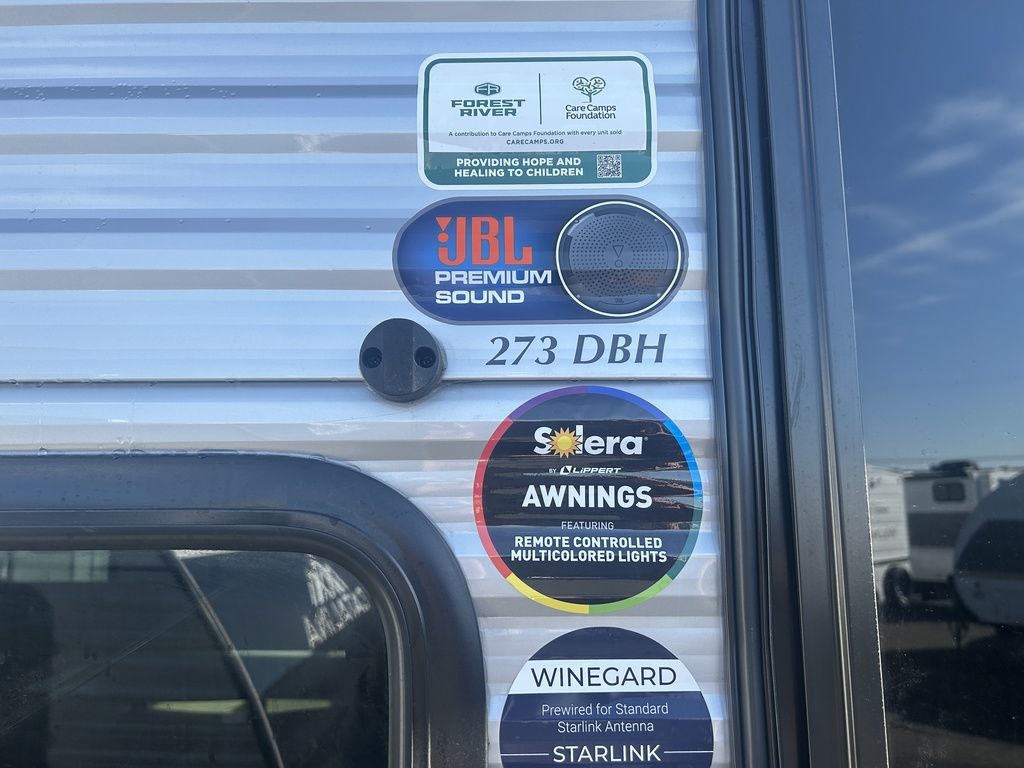 FR
FOREST
RIVER
Care Camps
Foundation
A contribution to Care Camps Foundation with every unit sold
CARECAMPS.ORG
PROVIDING HOPE AND
HEALING TO CHILDREN
JBL
PREMIUM
SOUND
JBL
273 DBH
Solera
BY LIPPERT
AWNINGS
FEATURING
REMOTE CONTROLLED
MULTICOLORED LIGHTS
WINEGARD
Prewired for Standard
Starlink Antenna
STARLINK